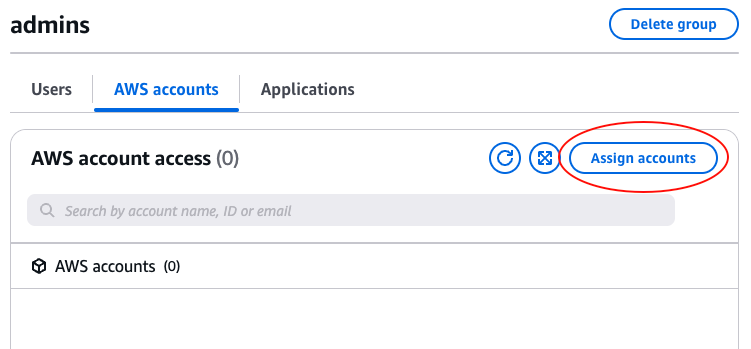 admins
Delete group
Users
AWS accounts
Applications
AWS account access (0)
Assign accounts
Search by account name, ID or email
AWS accounts (0)